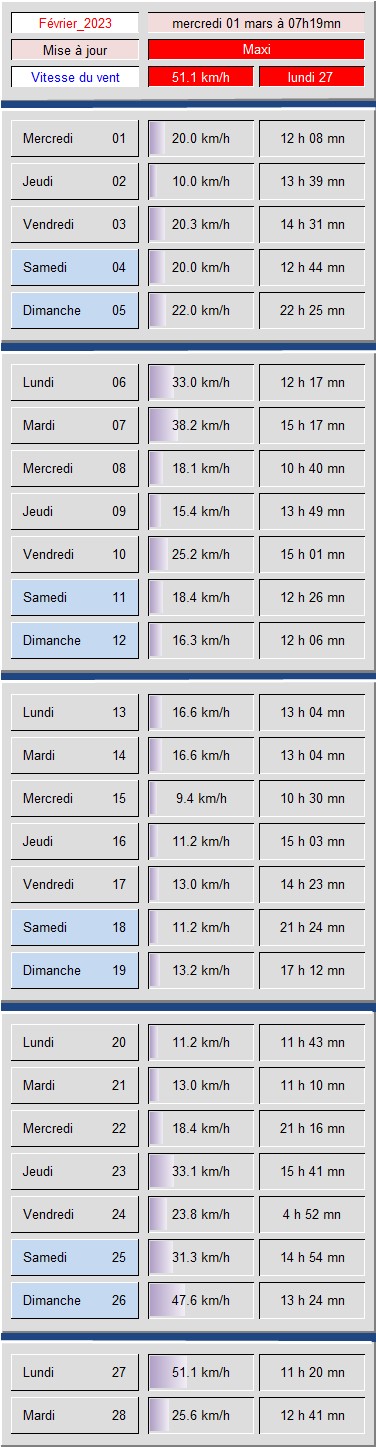 Février_2023 mercredi 01 mars à 07h19mn
Mise à jour Maxi
Vitesse du vent 51.1 km/h lundi 27
Mercredi 01 20.0 km/h 12 h 08 mn
Jeudi 02 10.0 km/h 13 h 39 mn
Vendredi 03 20.3 km/h 14 h 31 mn
Samedi 04 20.0 km/h 12 h 44 mn
Dimanche 05 22.0 km/h 22 h 25 mn
Lundi 06 33.0 km/h 12 h 17 mn
Mardi 07 38.2 km/h 15 h 17 mn
Mercredi 08 18.1 km/h 10 h 40 mn
Jeudi 09 15.4 km/h 13 h 49 mn
Vendredi 10 25.2 km/h 15 h 01 mn
Samedi 11 18.4 km/h 12 h 26 mn
Dimanche 12 16.3 km/h 12 h 06 mn
Lundi 13 16.6 km/h 13 h 04 mn
Mardi 14 16.6 km/h 13 h 04 mn
Mercredi 15 9.4 km/h 10 h 30 mn
Jeudi 16 11.2 km/h 15 h 03 mn
Vendredi 17 13.0 km/h 14 h 23 mn
Samedi 18 11.2 km/h 21 h 24 mn
Dimanche 19 13.2 km/h 17 h 12 mn
Lundi 20 11.2 km/h 11 h 43 mn
Mardi 21 13.0 km/h 11 h 10 mn
Mercredi 22 18.4 km/h 21 h 16 mn
Jeudi 23 33.1 km/h 15 h 41 mn
Vendredi 24 23.8 km/h 4 h 52 mn
Samedi 25 31.3 km/h 14 h 54 mn
Dimanche 26 47.6 km/h 13 h 24 mn
Lundi 27 51.1 km/h 11 h 20 mn
Mardi 28 25.6 km/h 12 h 41 mn